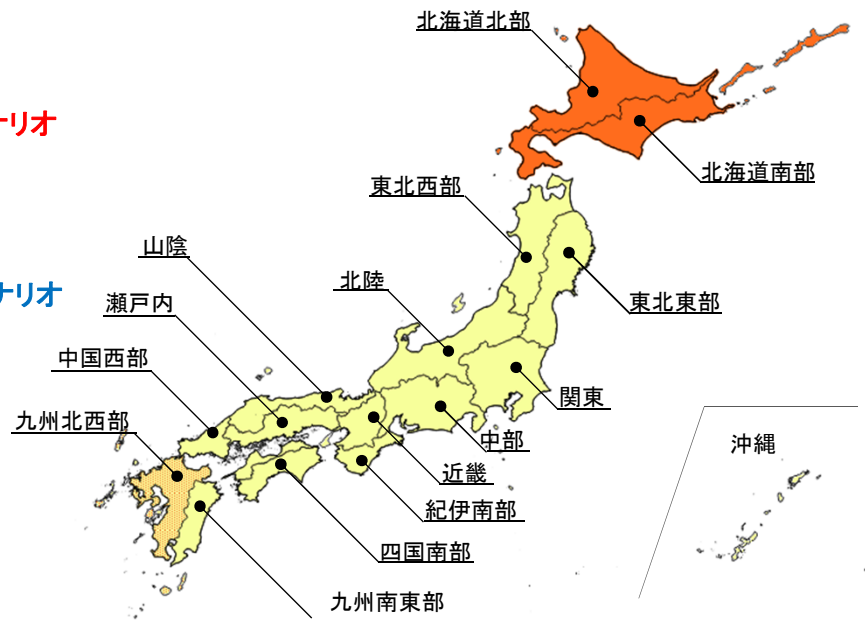 北海道北部
ナリオ
北海道南部
東北西部
山陰
北陸
ナリオ
瀬戸内
東北東部
中国西部
関東
九州北西部
中部
沖縄
近畿
紀伊南部
四国南部
九州南東部